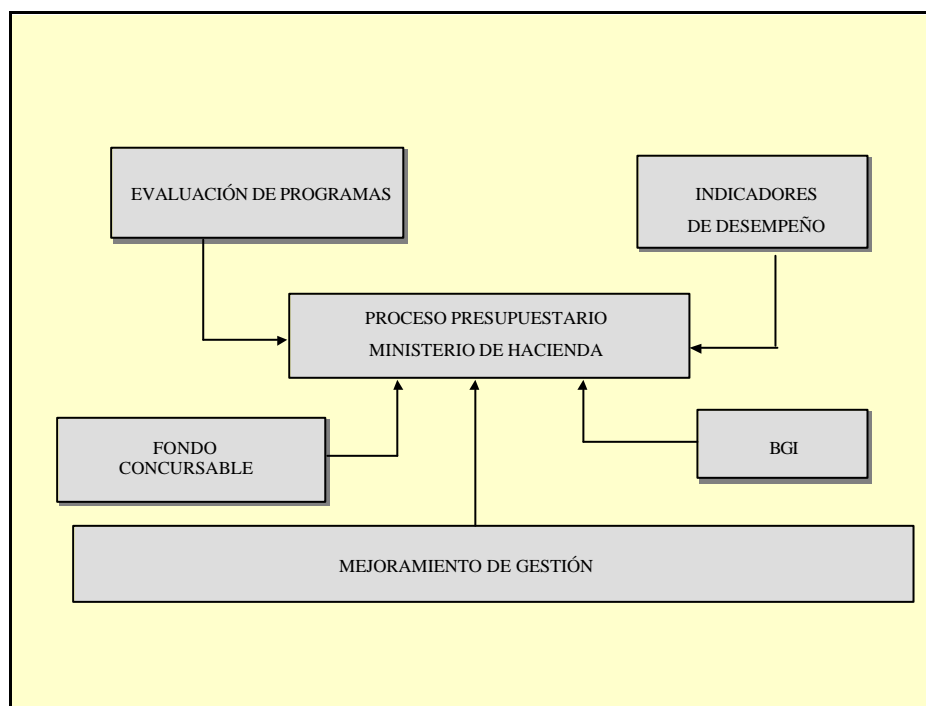 EVALUACIÓN DE PROGRAMAS
INDICADORES
DE DESEMPEÑO
PROCESO PRESUPUESTARIO
MINISTERIO DE HACIENDA
FONDO
CONCURSABLE
BGI
MEJORAMIENTO DE GESTIÓN